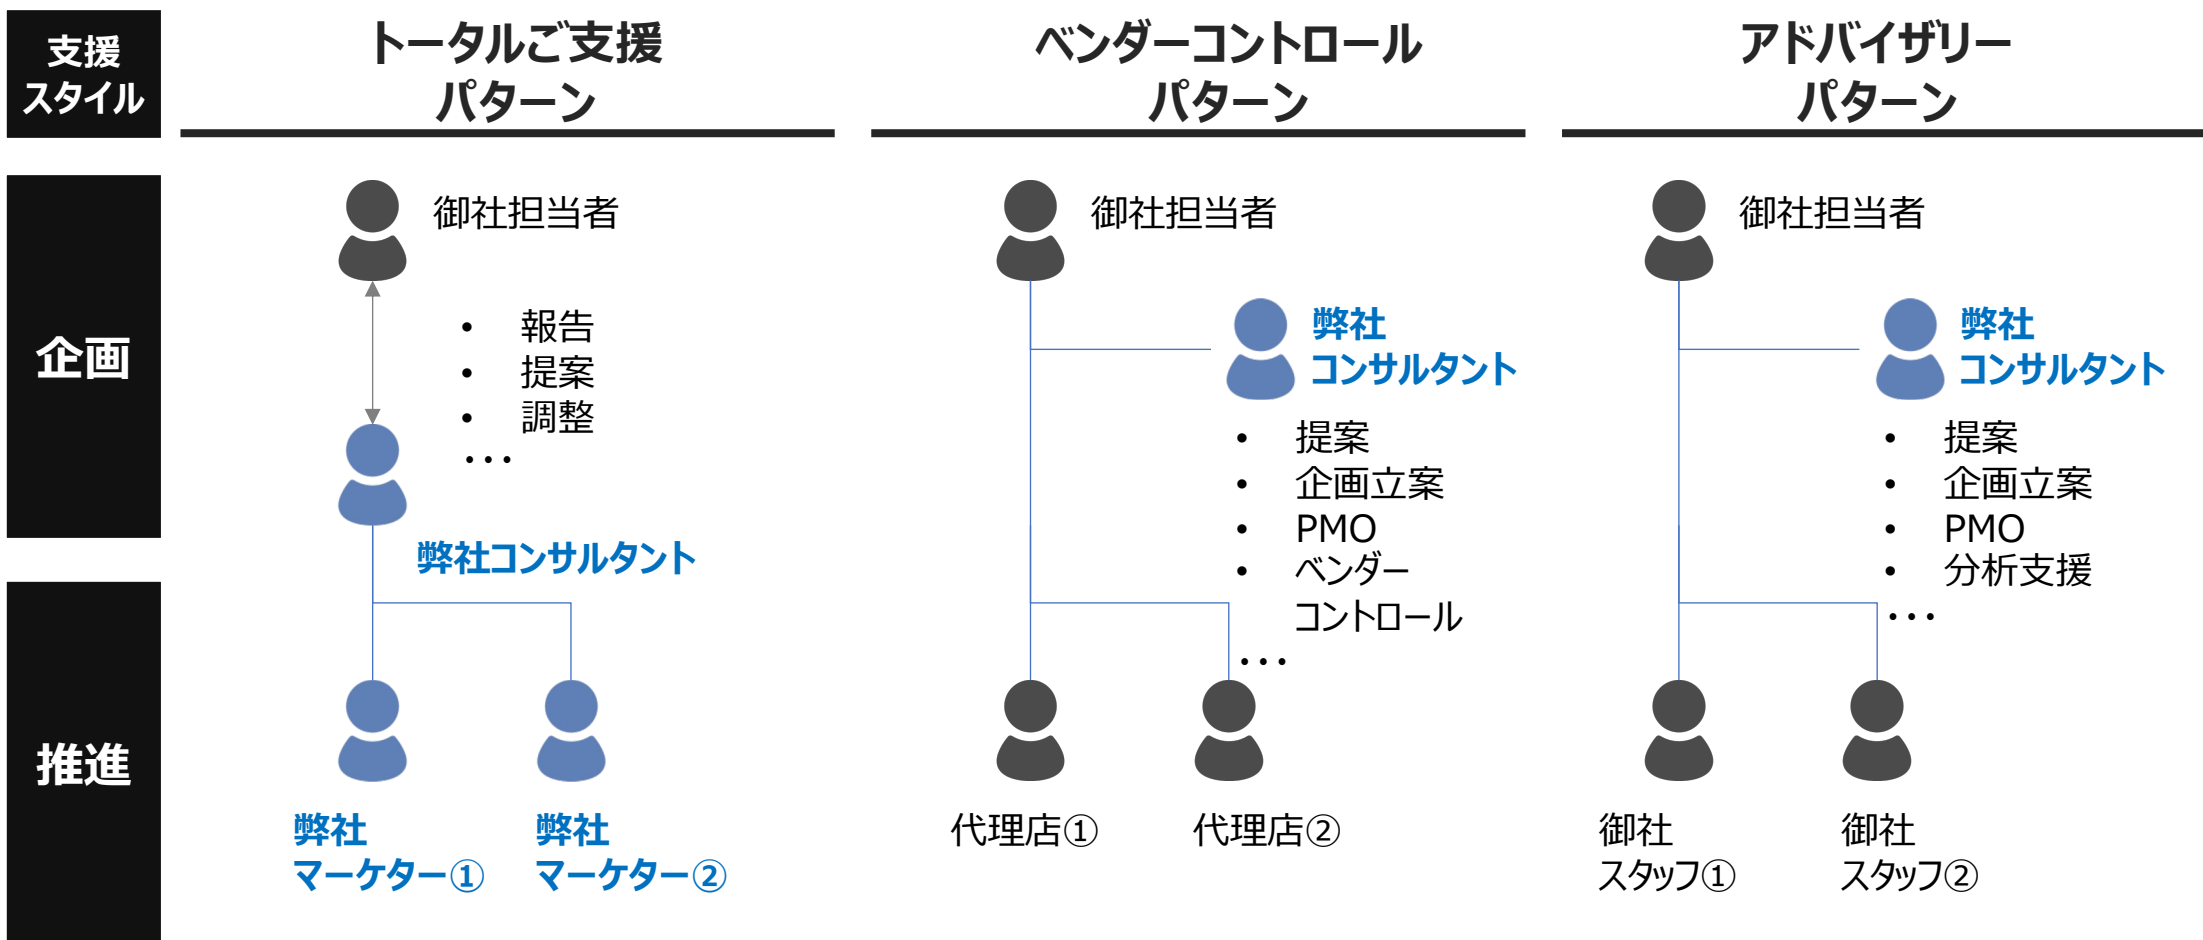 支援
スタイル
トータルご支援
パターン
ベンダーコントロール
パターン
アドバイザリー
パターン
企画
御社担当者
• 報告
• 提案
• 調整
・・・
弊社コンサルタント
御社担当者
弊社
コンサルタント
• 提案
• 企画立案
• PMO
• ベンダー
コントロール
・・・
御社担当者
弊社
コンサルタント
• 提案
• 企画立案
• PMO
• 分析支援
・・・
推進
弊社
マーケター①
弊社
マーケター②
代理店①
代理店②
御社
スタッフ①
御社
スタッフ②